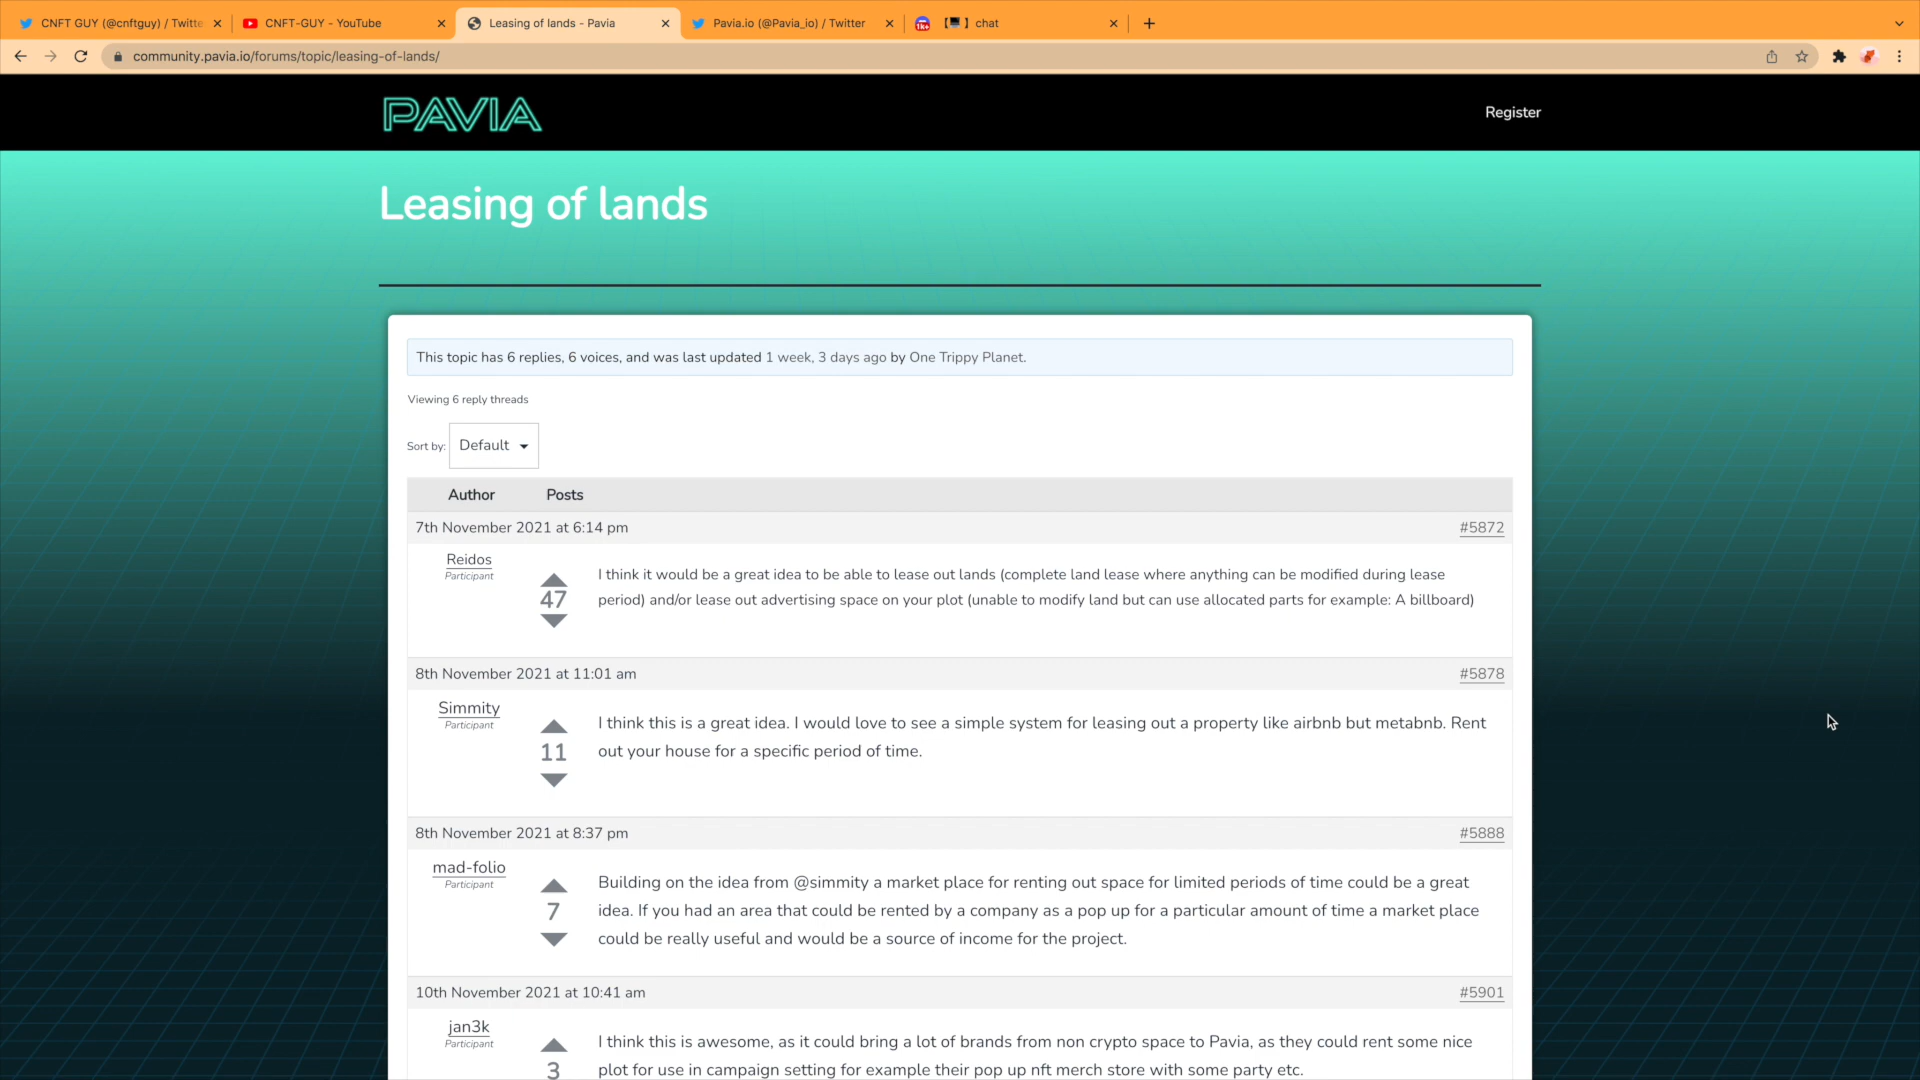 CNFT GUY (@cnftguy) / Twitte
CNFT-GUY - YouTube
Leasing of lands - Pavia
Pavia.io (@Pavia_io) / Twitter
1k+
chat
community.pavia.io/forums/topic/leasing-of-lands/
PAVIA
Register
Leasing of lands
This topic has 6 replies, 6 voices, and was last updated 1 week, 3 days ago by One Trippy Planet.
Viewing 6 reply threads
Sort by: Default
Author Posts
7th November 2021 at 6:14 pm #5872
Reidos
Participant
47
I think it would be a great idea to be able to lease out lands (complete land lease where anything can be modified during lease
period) and/or lease out advertising space on your plot (unable to modify land but can use allocated parts for example: A billboard)
8th November 2021 at 11:01 am #5878
Simmity
Participant
11
I think this is a great idea. I would love to see a simple system for leasing out a property like airbnb but metabnb. Rent
out your house for a specific period of time.
8th November 2021 at 8:37 pm #5888
mad-folio
Participant
7
Building on the idea from @simmity a market place for renting out space for limited periods of time could be a great
idea. If you had an area that could be rented by a company as a pop up for a particular amount of time a market place
could be really useful and would be a source of income for the project.
10th November 2021 at 10:41 am #5901
jan3k
Participant
3
I think this is awesome, as it could bring a lot of brands from non crypto space to Pavia, as they could rent some nice
plot for use in campaign setting for example their pop up nft merch store with some party etc.